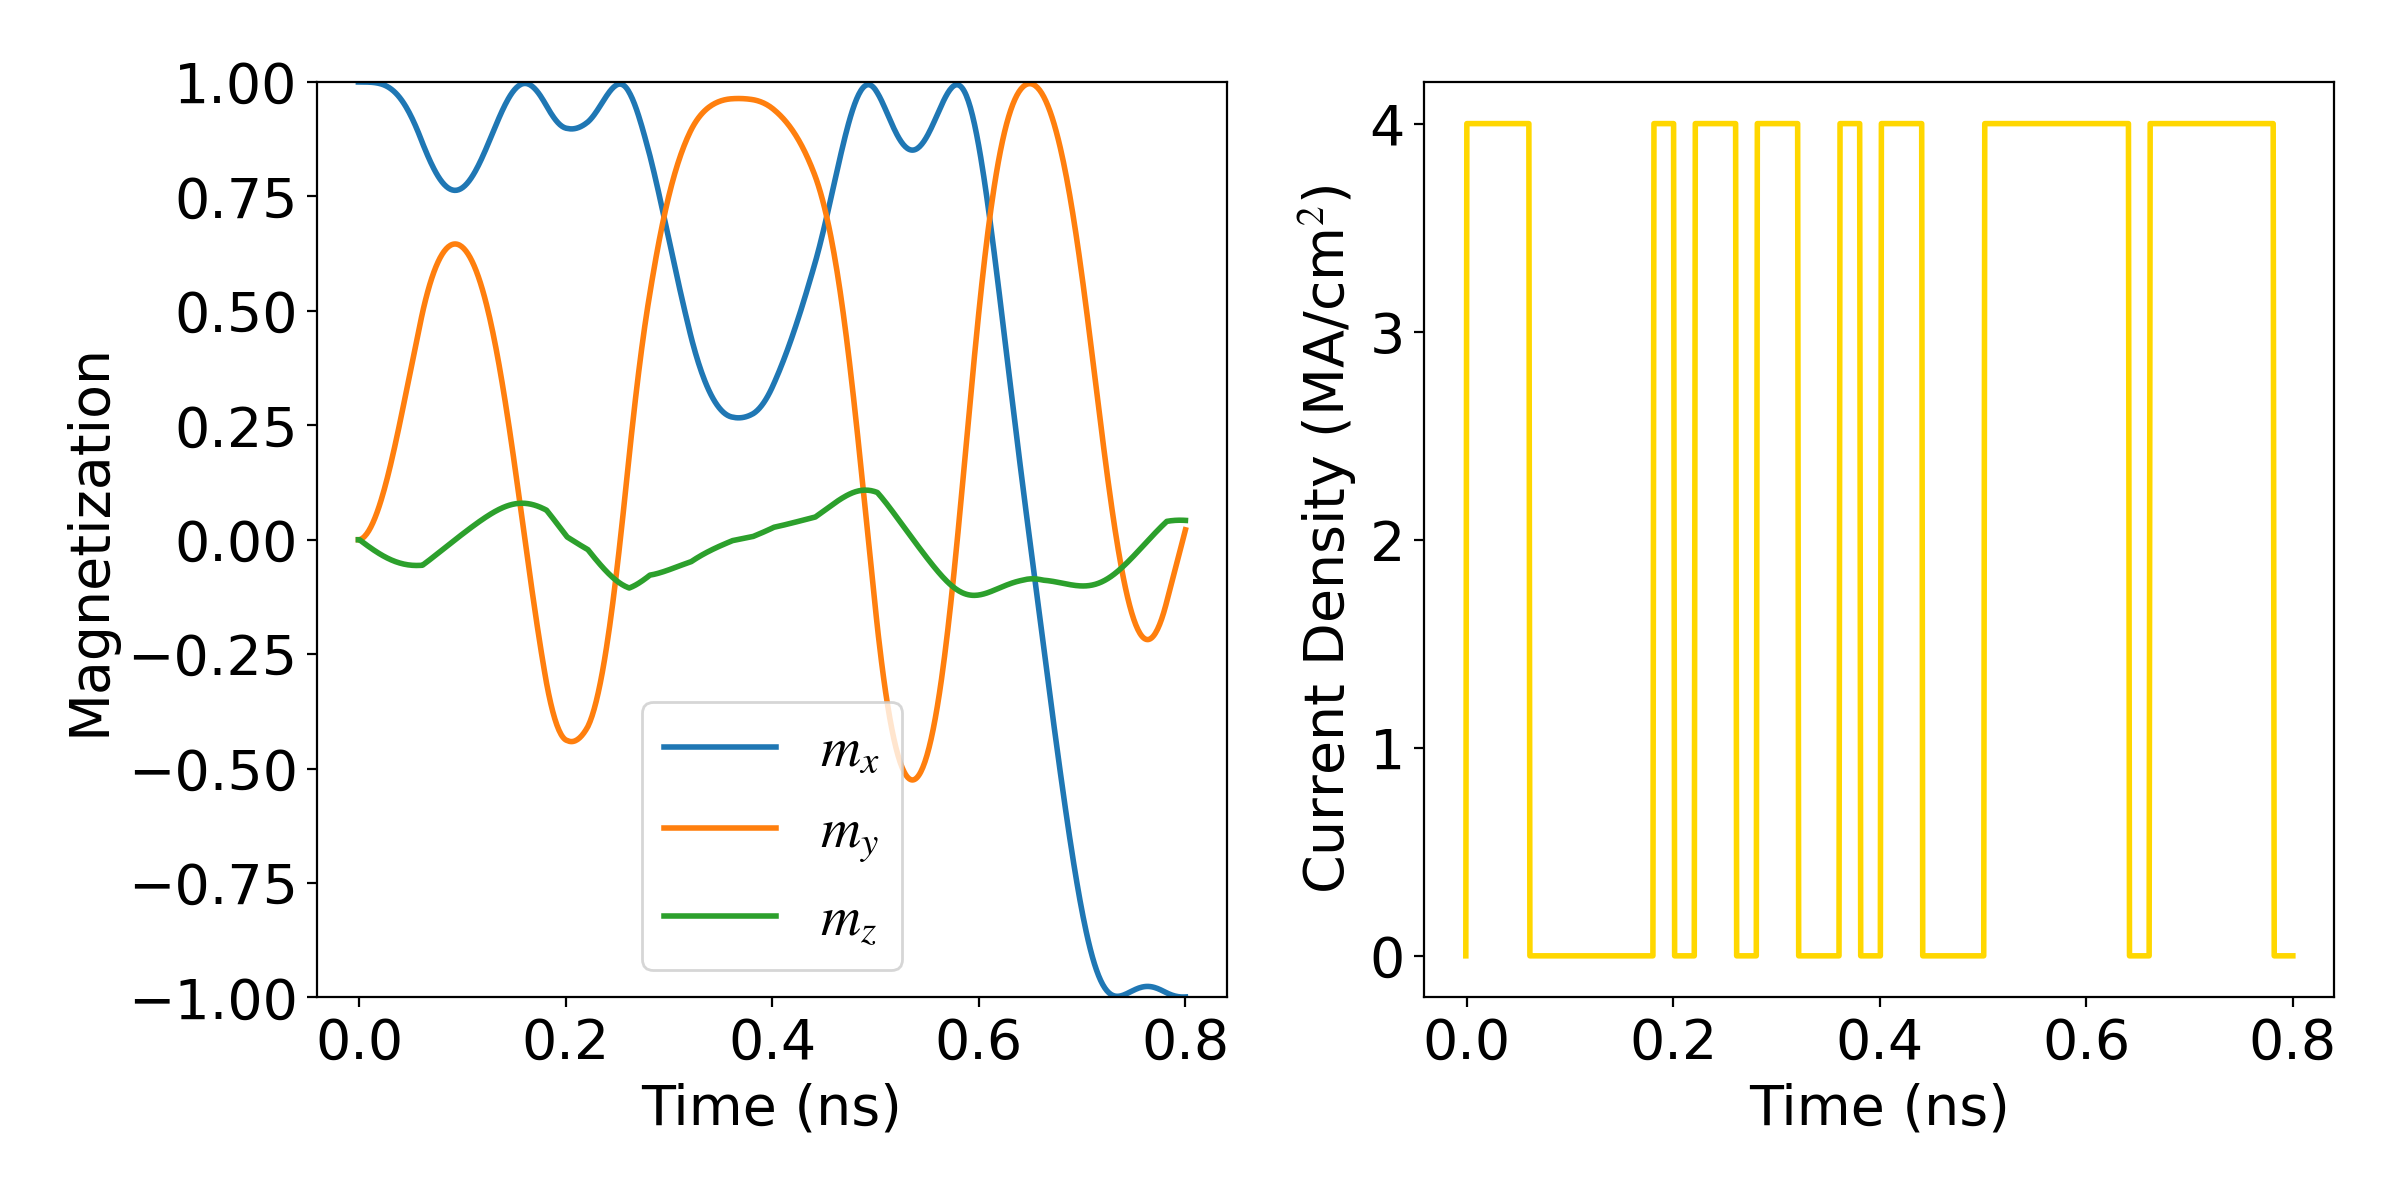 1.00
0.75
0.50
0.25
0.00
−0.25
−0.50
−0.75
−1.00
Magnetization
0.0 0.2 0.4 0.6 0.8
Time (ns)
m_x
m_y
m_z
4
3
2
1
0
Current Density (MA/cm²)
0.0 0.2 0.4 0.6 0.8
Time (ns)